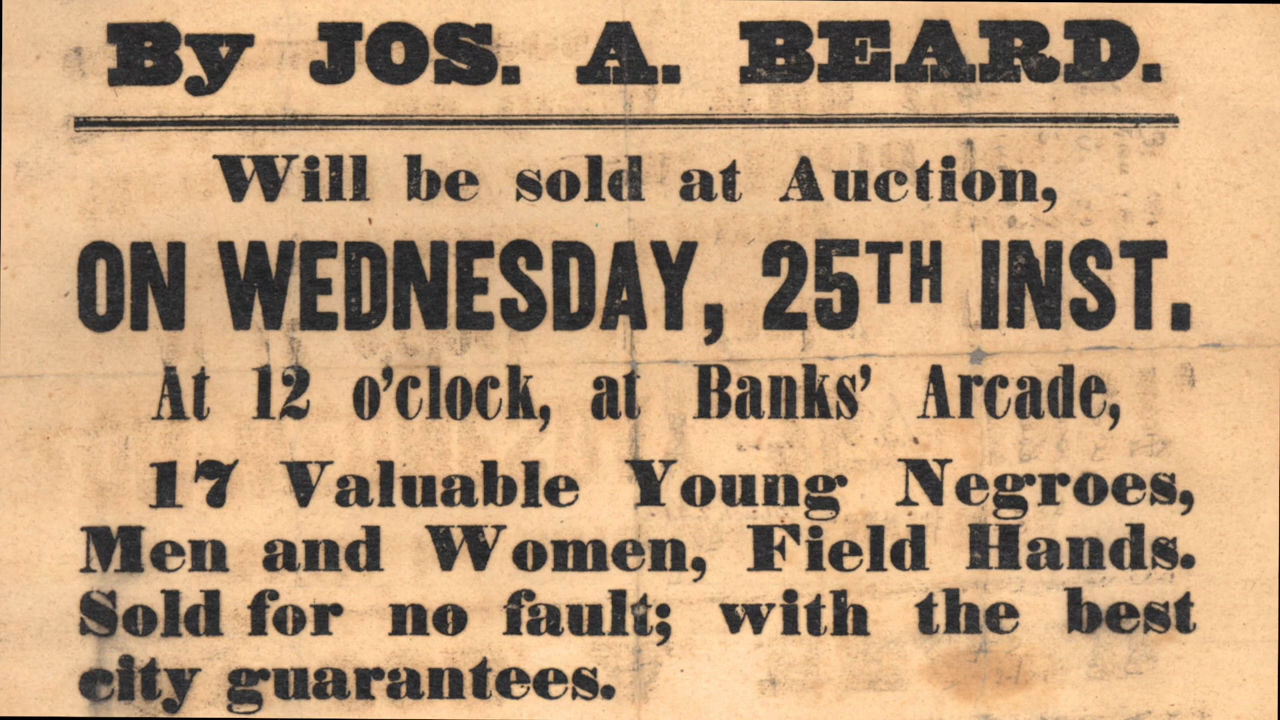 By JOS. A. BEARD.
Will be sold at Auction,
ON WEDNESDAY, 25TH INST.
At 12 o'clock, at Banks' Arcade,
17 Valuable Young Negroes,
Men and Women, Field Hands.
Sold for no fault; with the best
city guarantees.